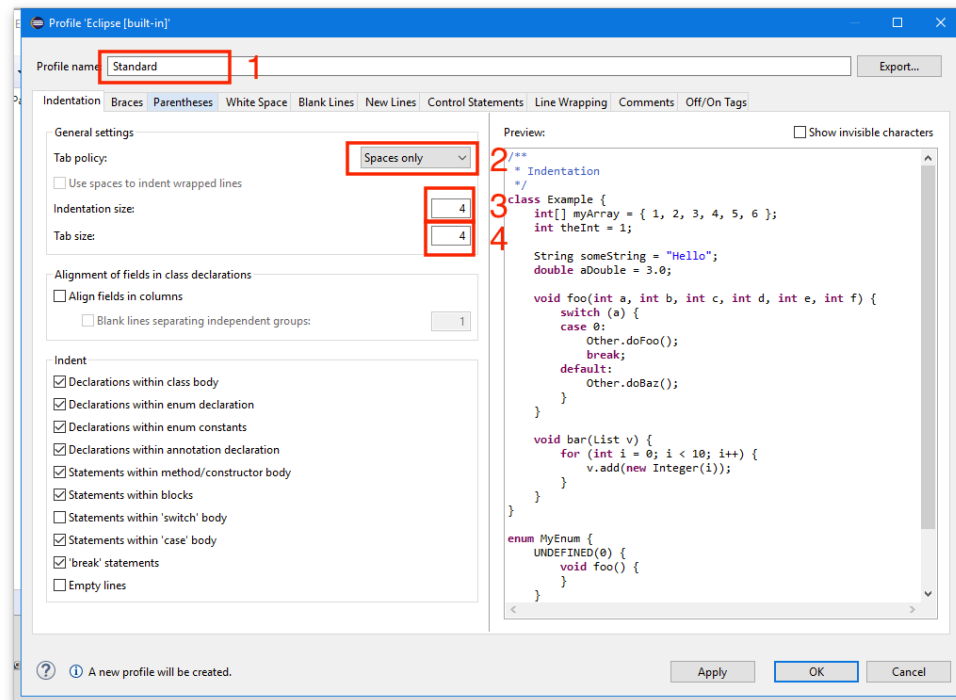 Profile 'Eclipse [built-in]'
Profile name: Standard 1 Export...
Indentation Braces Parentheses White Space Blank Lines New Lines Control Statements Line Wrapping Comments Off/On Tags
General settings
Tab policy: Spaces only 2
Use spaces to indent wrapped lines
Indentation size: 4 3
Tab size: 4 4
Alignment of fields in class declarations
Align fields in columns
Blank lines separating independent groups: 1
Indent
Declarations within class body
Declarations within enum declaration
Declarations within enum constants
Declarations within annotation declaration
Statements within method/constructor body
Statements within blocks
Statements within 'switch' body
Statements within 'case' body
'break' statements
Empty lines
Preview: Show invisible characters
/**
 * Indentation
 */
class Example {
    int[] myArray = { 1, 2, 3, 4, 5, 6 };
    int theInt = 1;
    String someString = "Hello";
    double aDouble = 3.0;
    void foo(int a, int b, int c, int d, int e, int f) {
        switch (a) {
        case 0:
            Other.doFoo();
            break;
        default:
            Other.doBaz();
        }
    }
    void bar(List v) {
        for (int i = 0; i < 10; i++) {
            v.add(new Integer(i));
        }
    }
}
enum MyEnum {
    UNDEFINED(0) {
        void foo() {
        }
    }
? A new profile will be created. Apply OK Cancel